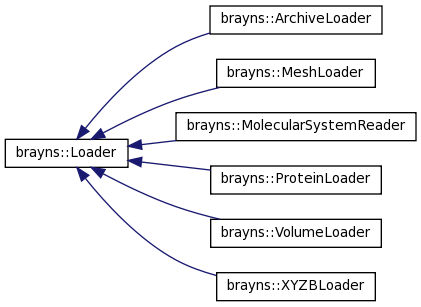 brayns::ArchiveLoader
brayns::MeshLoader
brayns::MolecularSystemReader
brayns::Loader
brayns::ProteinLoader
brayns::VolumeLoader
brayns::XYZBLoader